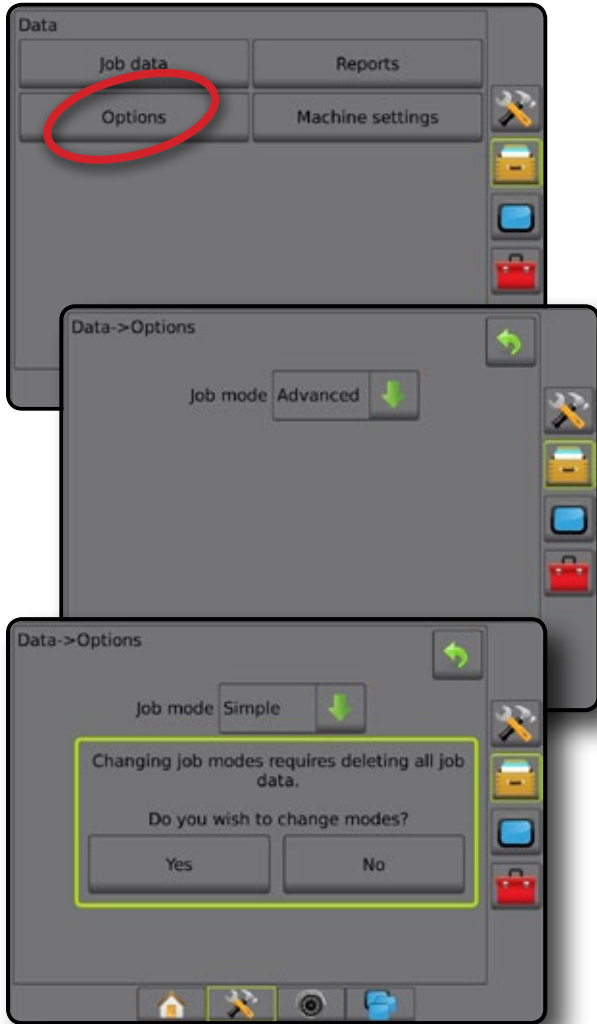 Data
Job data Reports
Options Machine settings
Data->Options
Job mode Advanced
Data->Options
Job mode Simple
Changing job modes requires deleting all job
data.
Do you wish to change modes?
Yes No